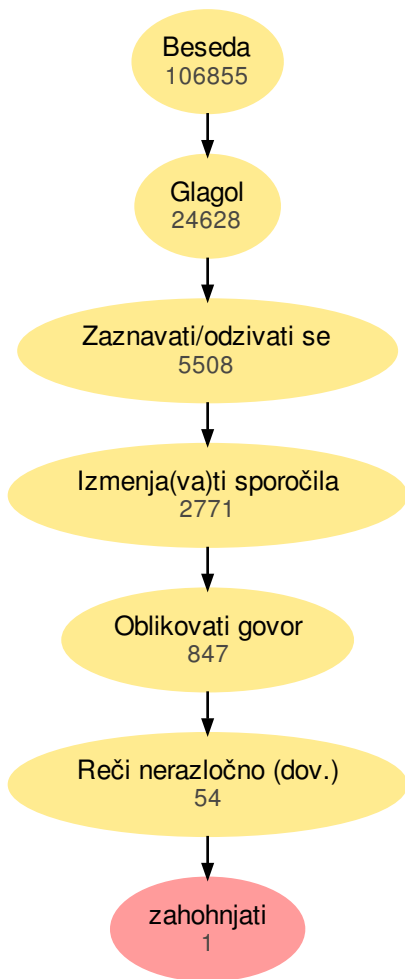 Beseda
106855
Glagol
24628
Zaznavati/odzivati se
5508
Izmenja(va)ti sporočila
2771
Oblikovati govor
847
Reči nerazločno (dov.)
54
zahohnjati
1